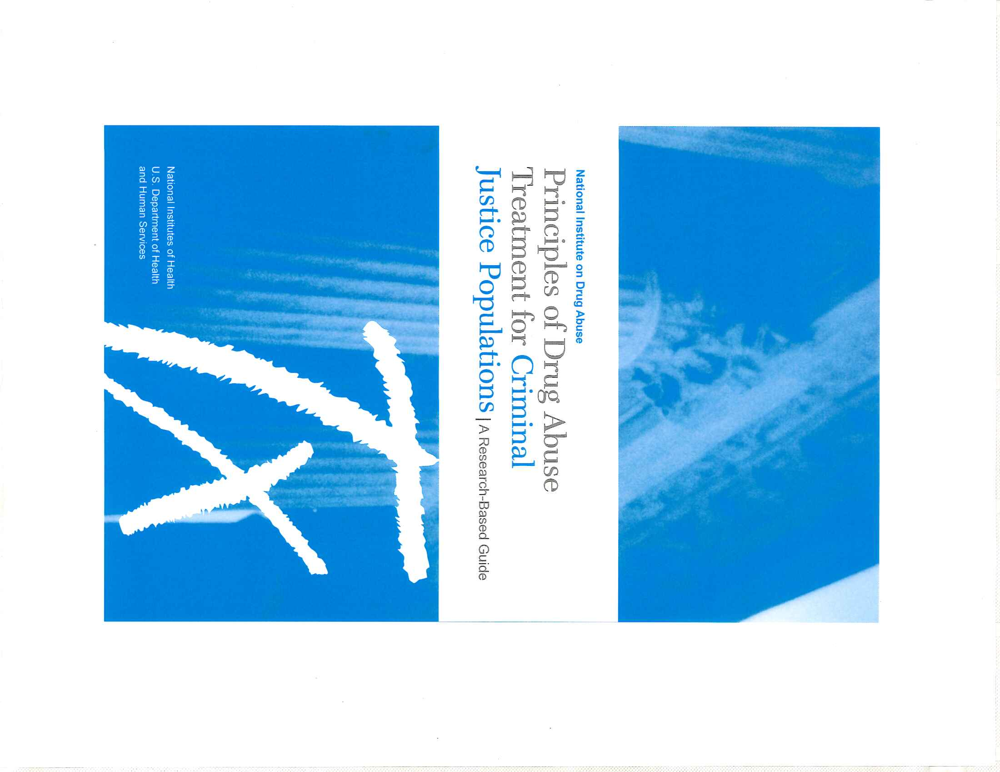 National Institute on Drug Abuse
Principles of Drug Abuse
Treatment for Criminal
Justice Populations | A Research-Based Guide
National Institutes of Health
U.S. Department of Health
and Human Services